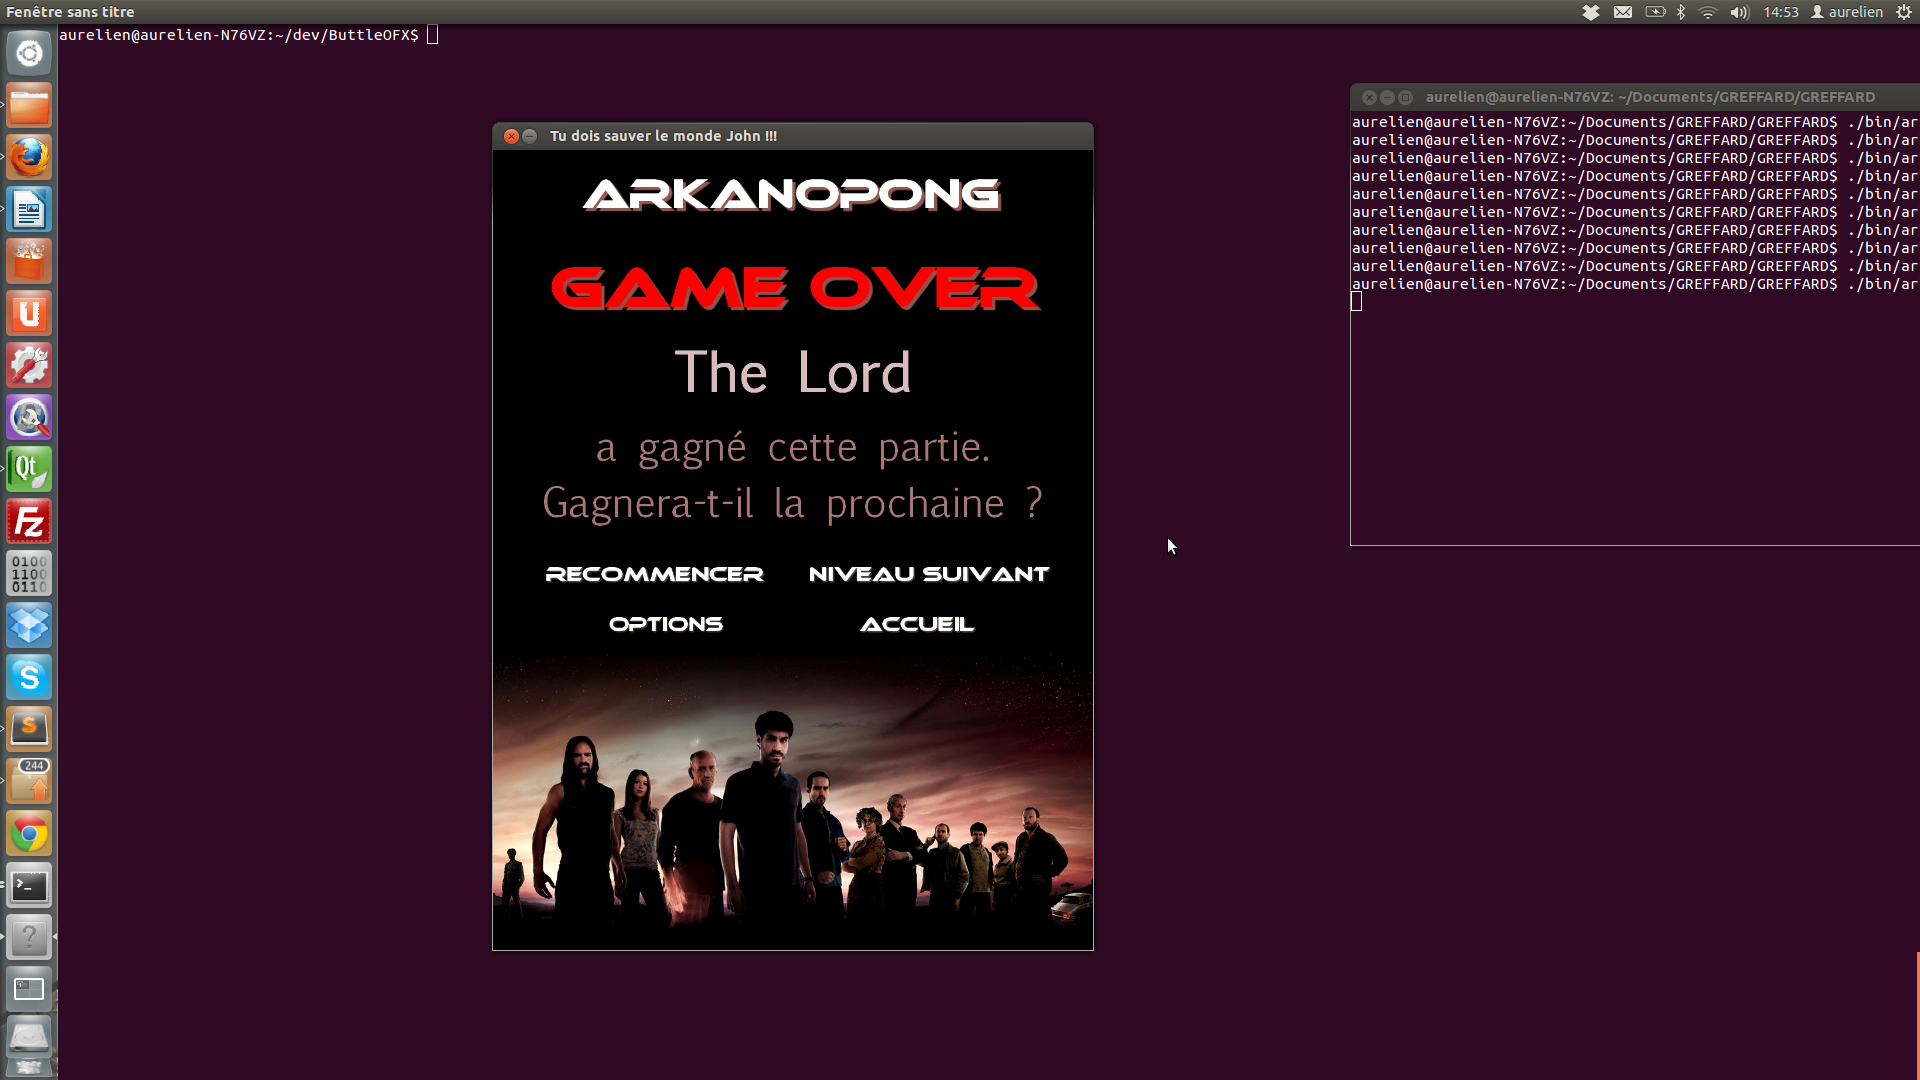 Fenêtre sans titre
14:53
aurelien
aurelien@aurelien-N76VZ:~/dev/ButtleOFX$
aurelien@aurelien-N76VZ: ~/Documents/GREFFARD/GREFFARD
aurelien@aurelien-N76VZ:~/Documents/GREFFARD/GREFFARD$ ./bin/ar
aurelien@aurelien-N76VZ:~/Documents/GREFFARD/GREFFARD$ ./bin/ar
aurelien@aurelien-N76VZ:~/Documents/GREFFARD/GREFFARD$ ./bin/ar
aurelien@aurelien-N76VZ:~/Documents/GREFFARD/GREFFARD$ ./bin/ar
aurelien@aurelien-N76VZ:~/Documents/GREFFARD/GREFFARD$ ./bin/ar
aurelien@aurelien-N76VZ:~/Documents/GREFFARD/GREFFARD$ ./bin/ar
aurelien@aurelien-N76VZ:~/Documents/GREFFARD/GREFFARD$ ./bin/ar
aurelien@aurelien-N76VZ:~/Documents/GREFFARD/GREFFARD$ ./bin/ar
aurelien@aurelien-N76VZ:~/Documents/GREFFARD/GREFFARD$ ./bin/ar
aurelien@aurelien-N76VZ:~/Documents/GREFFARD/GREFFARD$ ./bin/ar
Tu dois sauver le monde John !!!
ARKANOPONG
GAME OVER
The Lord
a gagné cette partie.
Gagnera-t-il la prochaine ?
RECOMMENCER NIVEAU SUIVANT
OPTIONS ACCUEIL
U
Qt
Fz
0100
1100
0110
S
S
244
>_
?